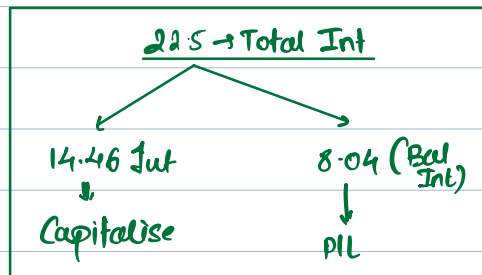 22.5 → Total Int
14.46 Int
8.04 (Bal
Int)
Capitalise
P|L